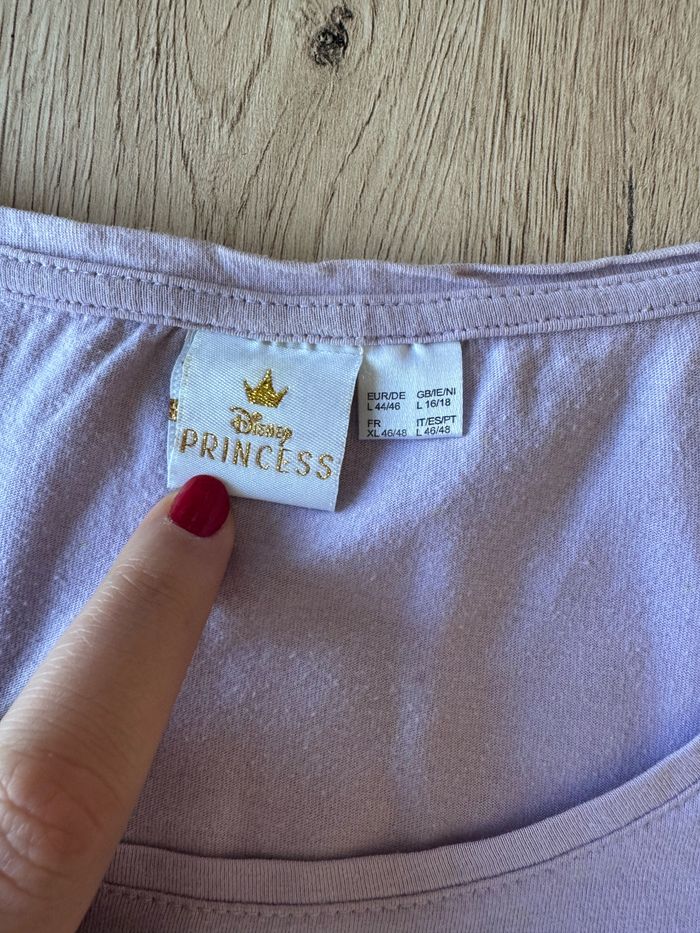 Disney
PRINCESS
EUR/DE GB/IE/NI
L 44/46 L 16/18
FR IT/ES/PT
XL 46/48 L 46/48